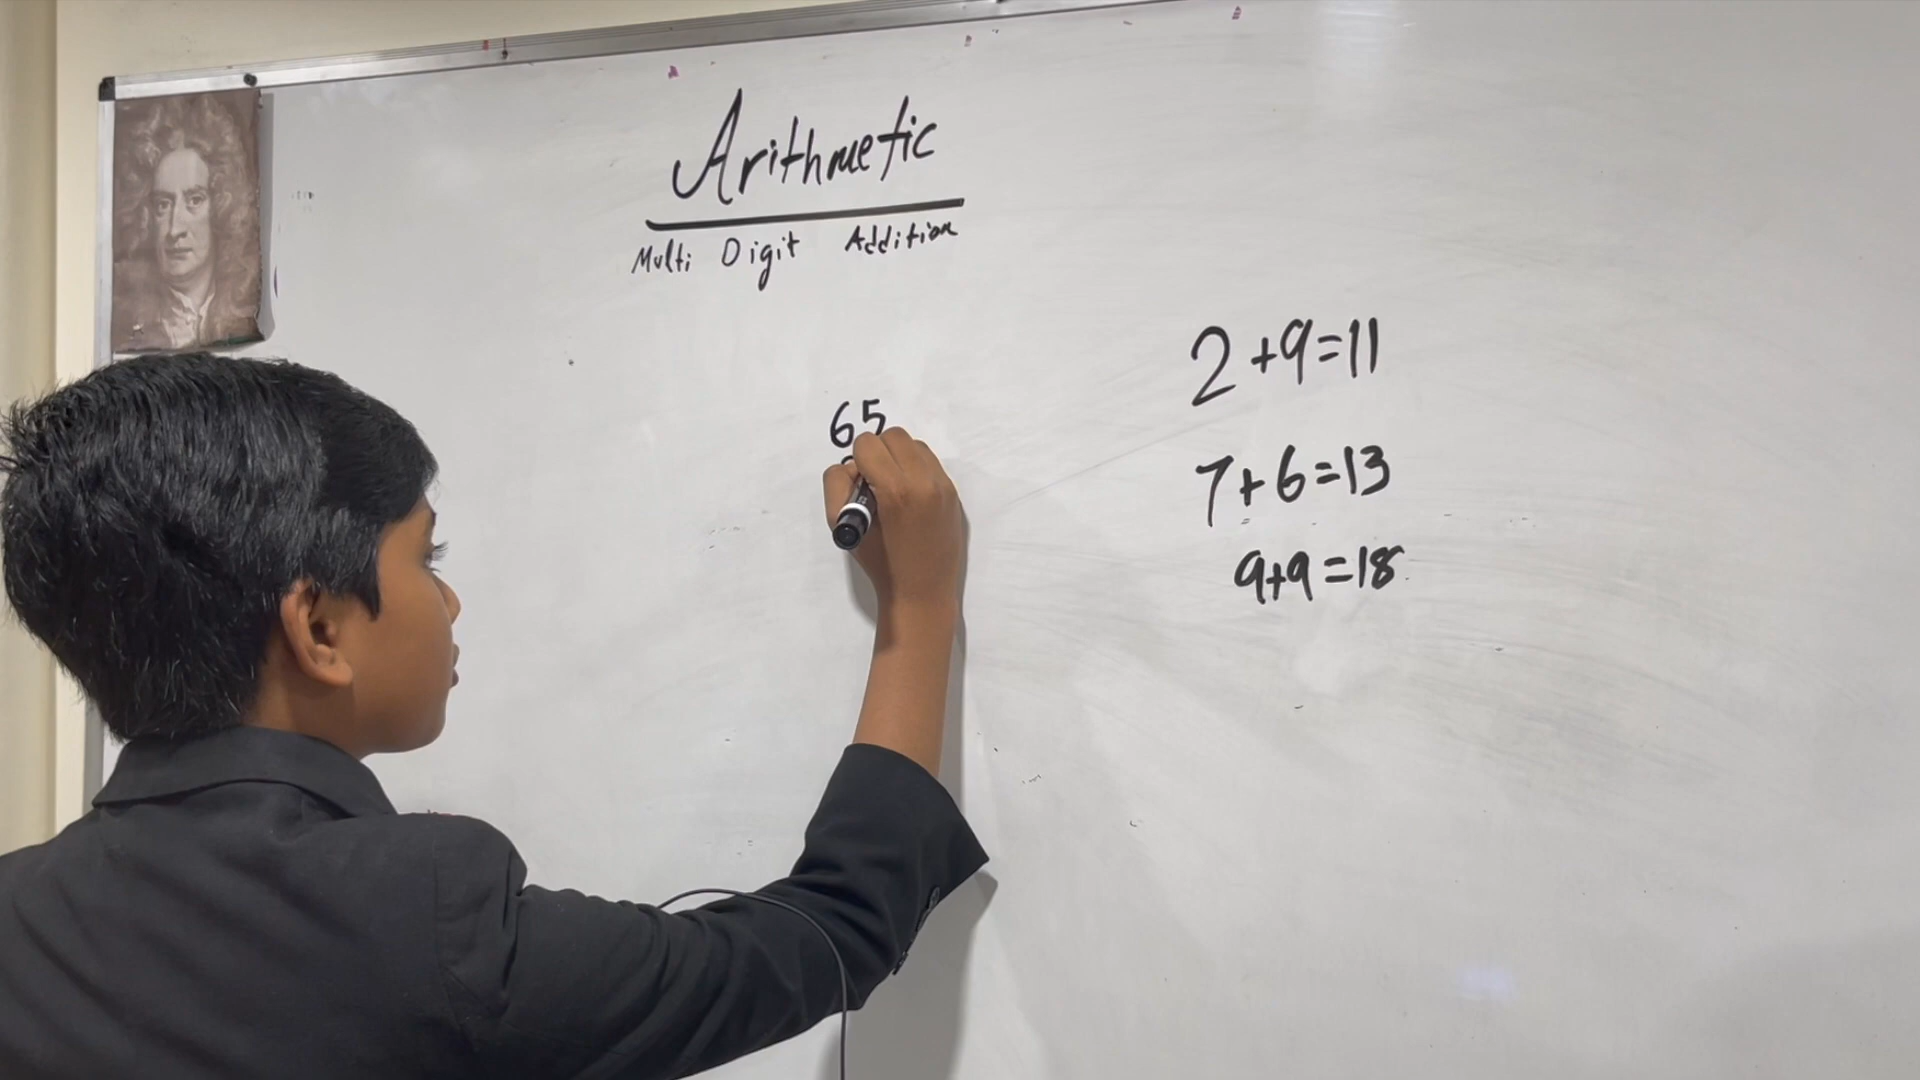 Arithmetic
Multi Digit Addition
65
2+9=11
7+6=13
9+9=18